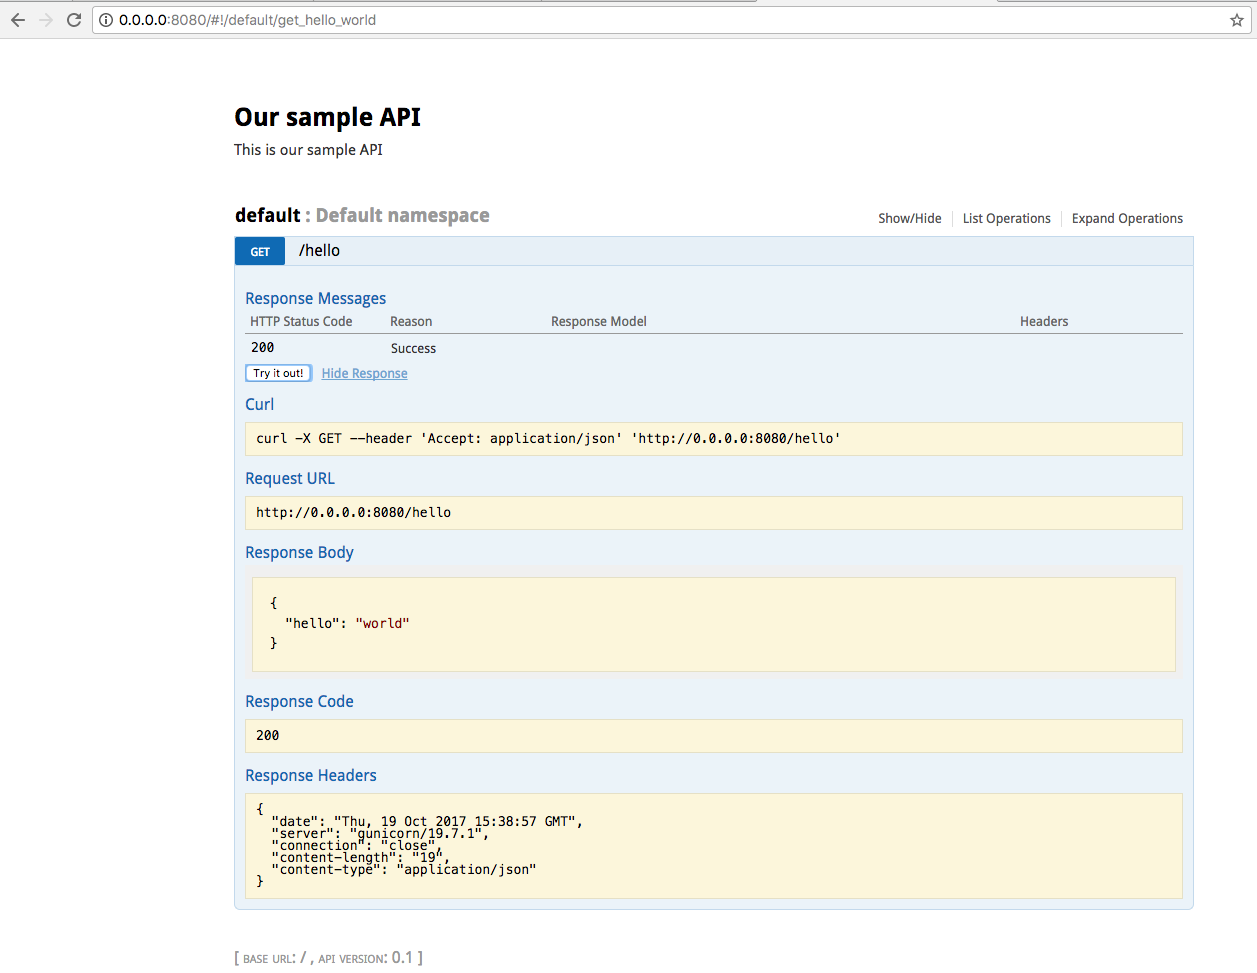 0.0.0.0:8080/#!/default/get_hello_world
Our sample API
This is our sample API
default : Default namespace
Show/Hide List Operations Expand Operations
GET /hello
Response Messages
HTTP Status Code Reason Response Model Headers
200 Success
Try it out! Hide Response
Curl
curl -X GET --header 'Accept: application/json' 'http://0.0.0.0:8080/hello'
Request URL
http://0.0.0.0:8080/hello
Response Body
{
  "hello": "world"
}
Response Code
200
Response Headers
{
  "date": "Thu, 19 Oct 2017 15:38:57 GMT",
  "server": "gunicorn/19.7.1",
  "connection": "close",
  "content-length": "19",
  "content-type": "application/json"
}
[ BASE URL: / , API VERSION: 0.1 ]